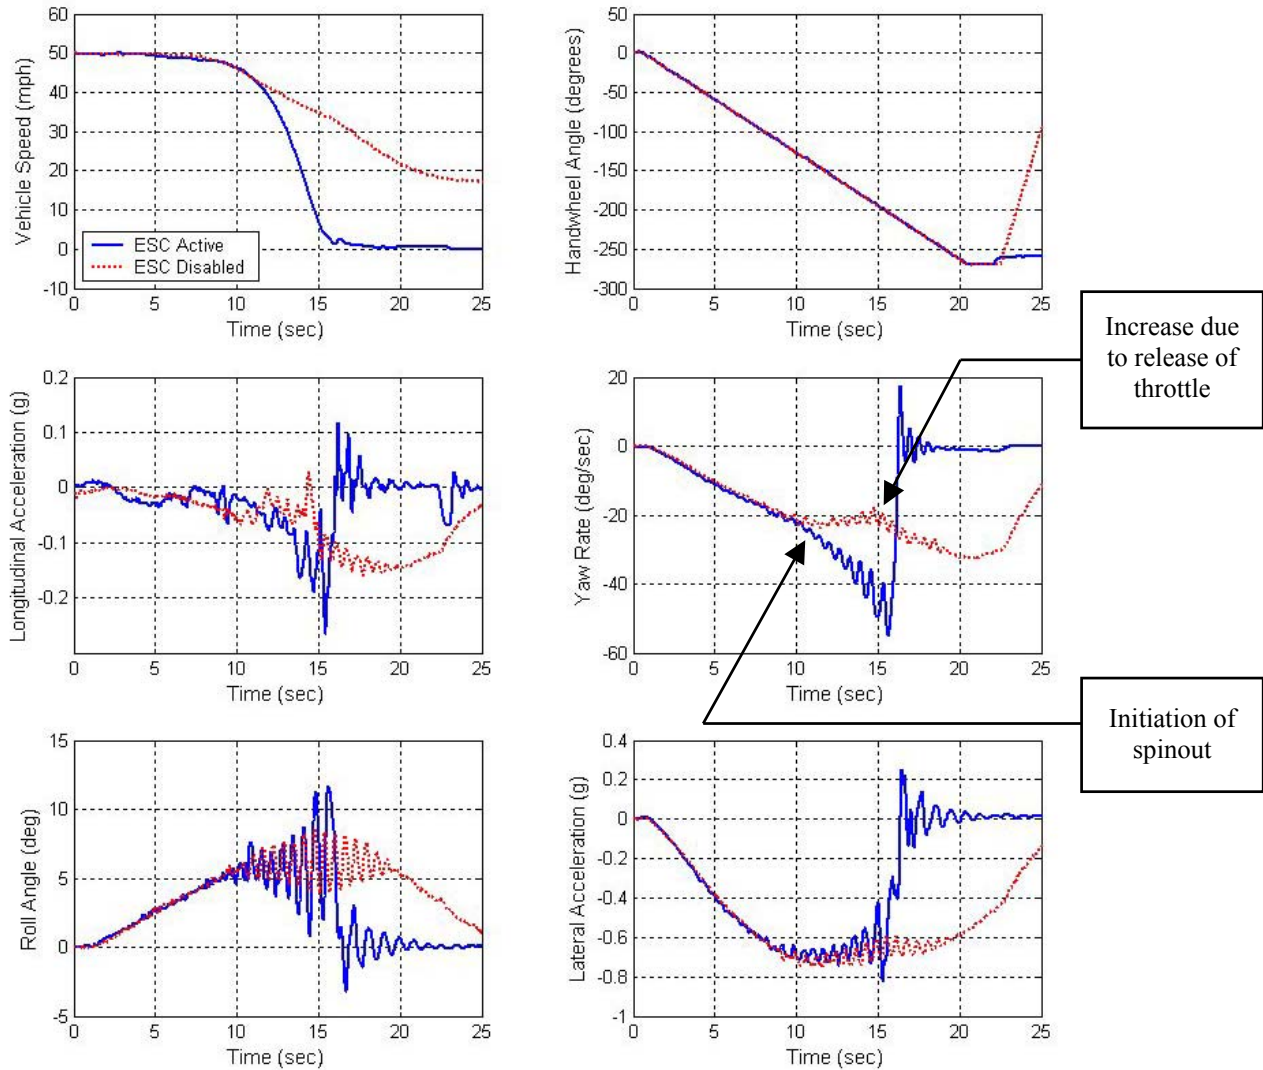 60
50
40
30
20
10
0
-10
Vehicle Speed (mph)
ESC Active
ESC Disabled
0 5 10 15 20 25
Time (sec)
0
-50
-100
-150
-200
-250
-300
Handwheel Angle (degrees)
0 5 10 15 20 25
Time (sec)
Increase due
to release of
throttle
0.2
0.1
0
-0.1
-0.2
Longitudinal Acceleration (g)
0 5 10 15 20 25
Time (sec)
20
0
-20
-40
-60
Yaw Rate (deg/sec)
0 5 10 15 20 25
Time (sec)
Initiation of
spinout
15
10
5
0
-5
Roll Angle (deg)
0 5 10 15 20 25
Time (sec)
0.4
0.2
0
-0.2
-0.4
-0.6
-0.8
-1
Lateral Acceleration (g)
0 5 10 15 20 25
Time (sec)